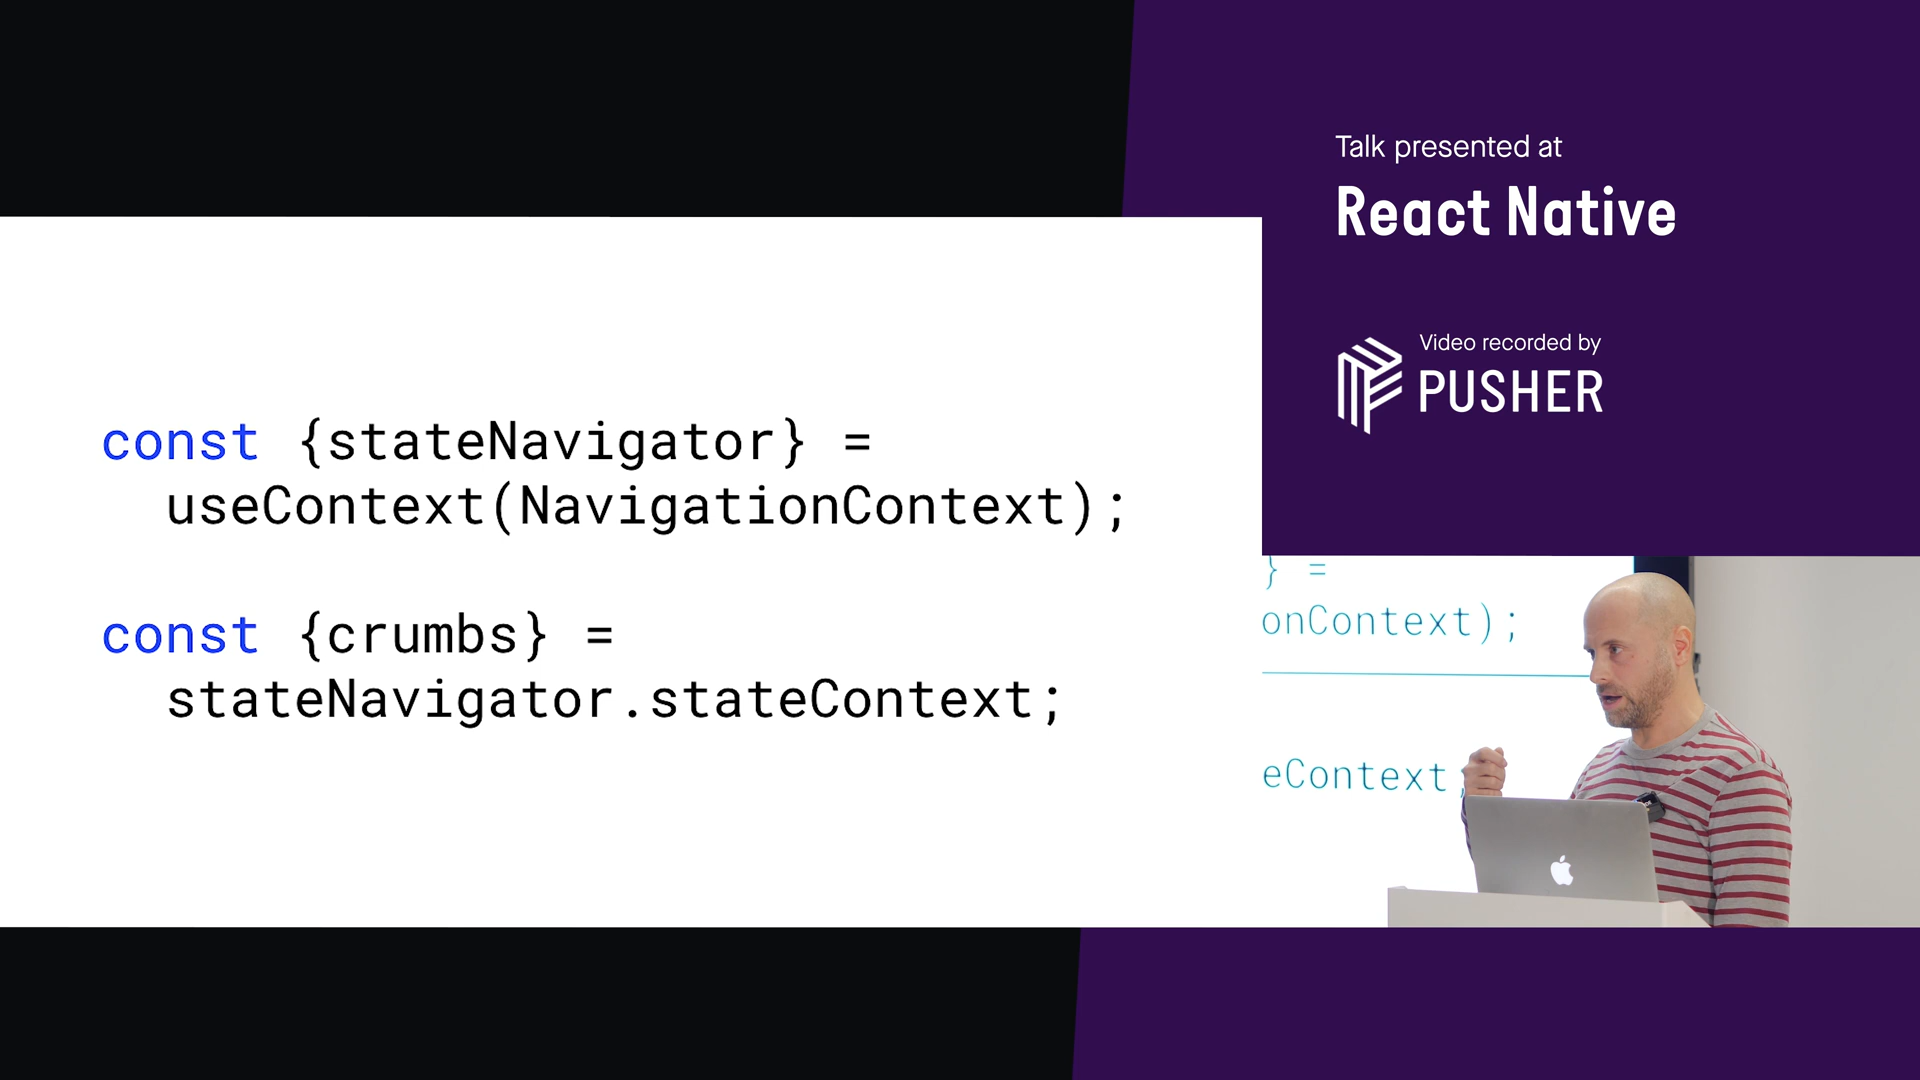 const {stateNavigator} =
useContext(NavigationContext);
const {crumbs} =
stateNavigator.stateContext;
Talk presented at
React Native
Video recorded by
PUSHER
} =
onContext);
eContext;